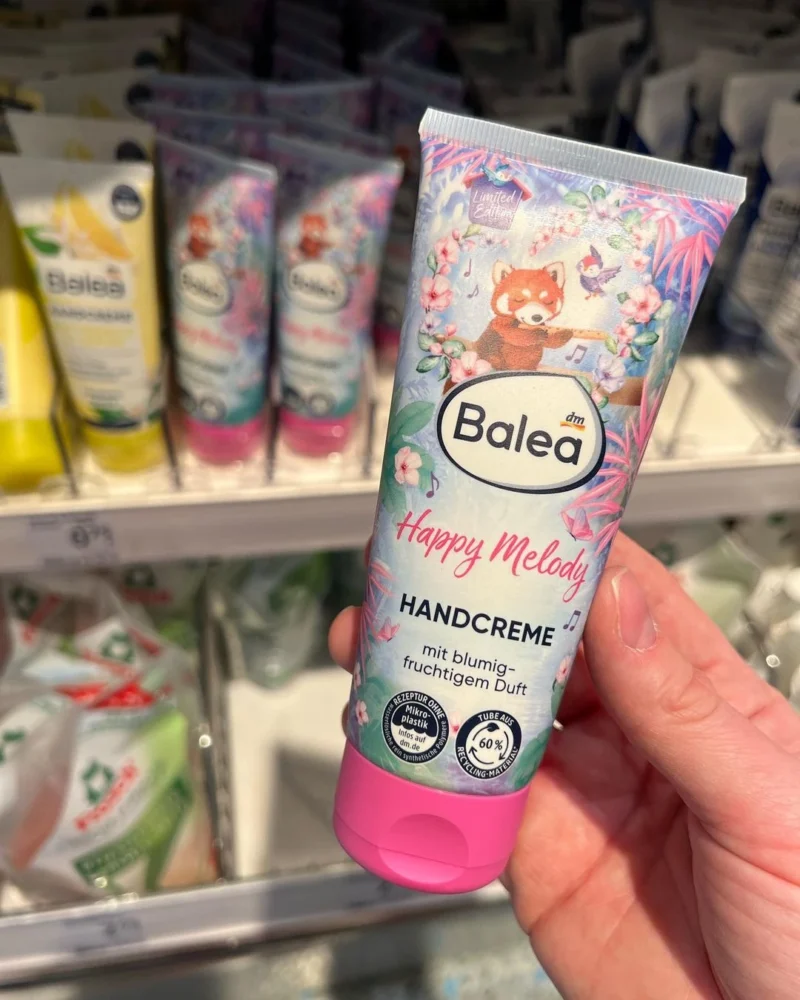 Limited
Edition
Balea
dm
Happy Melody
HANDCREME
mit blumig-
fruchtigem Duft
REZEPTUR OHNE
Mikro-
plastik
Infos auf
dm.de
TUBE AUS
60%
RECYCLING-MATERIAL
Balea
HANDCREME
Balea
Balea